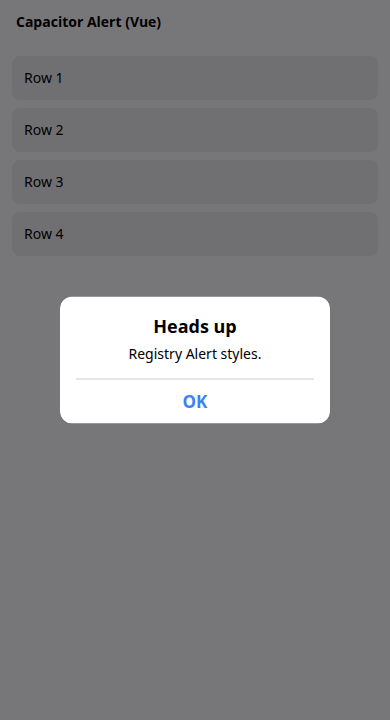 Capacitor Alert (Vue)
Row 1
Row 2
Row 3
Row 4
Heads up
Registry Alert styles.
OK